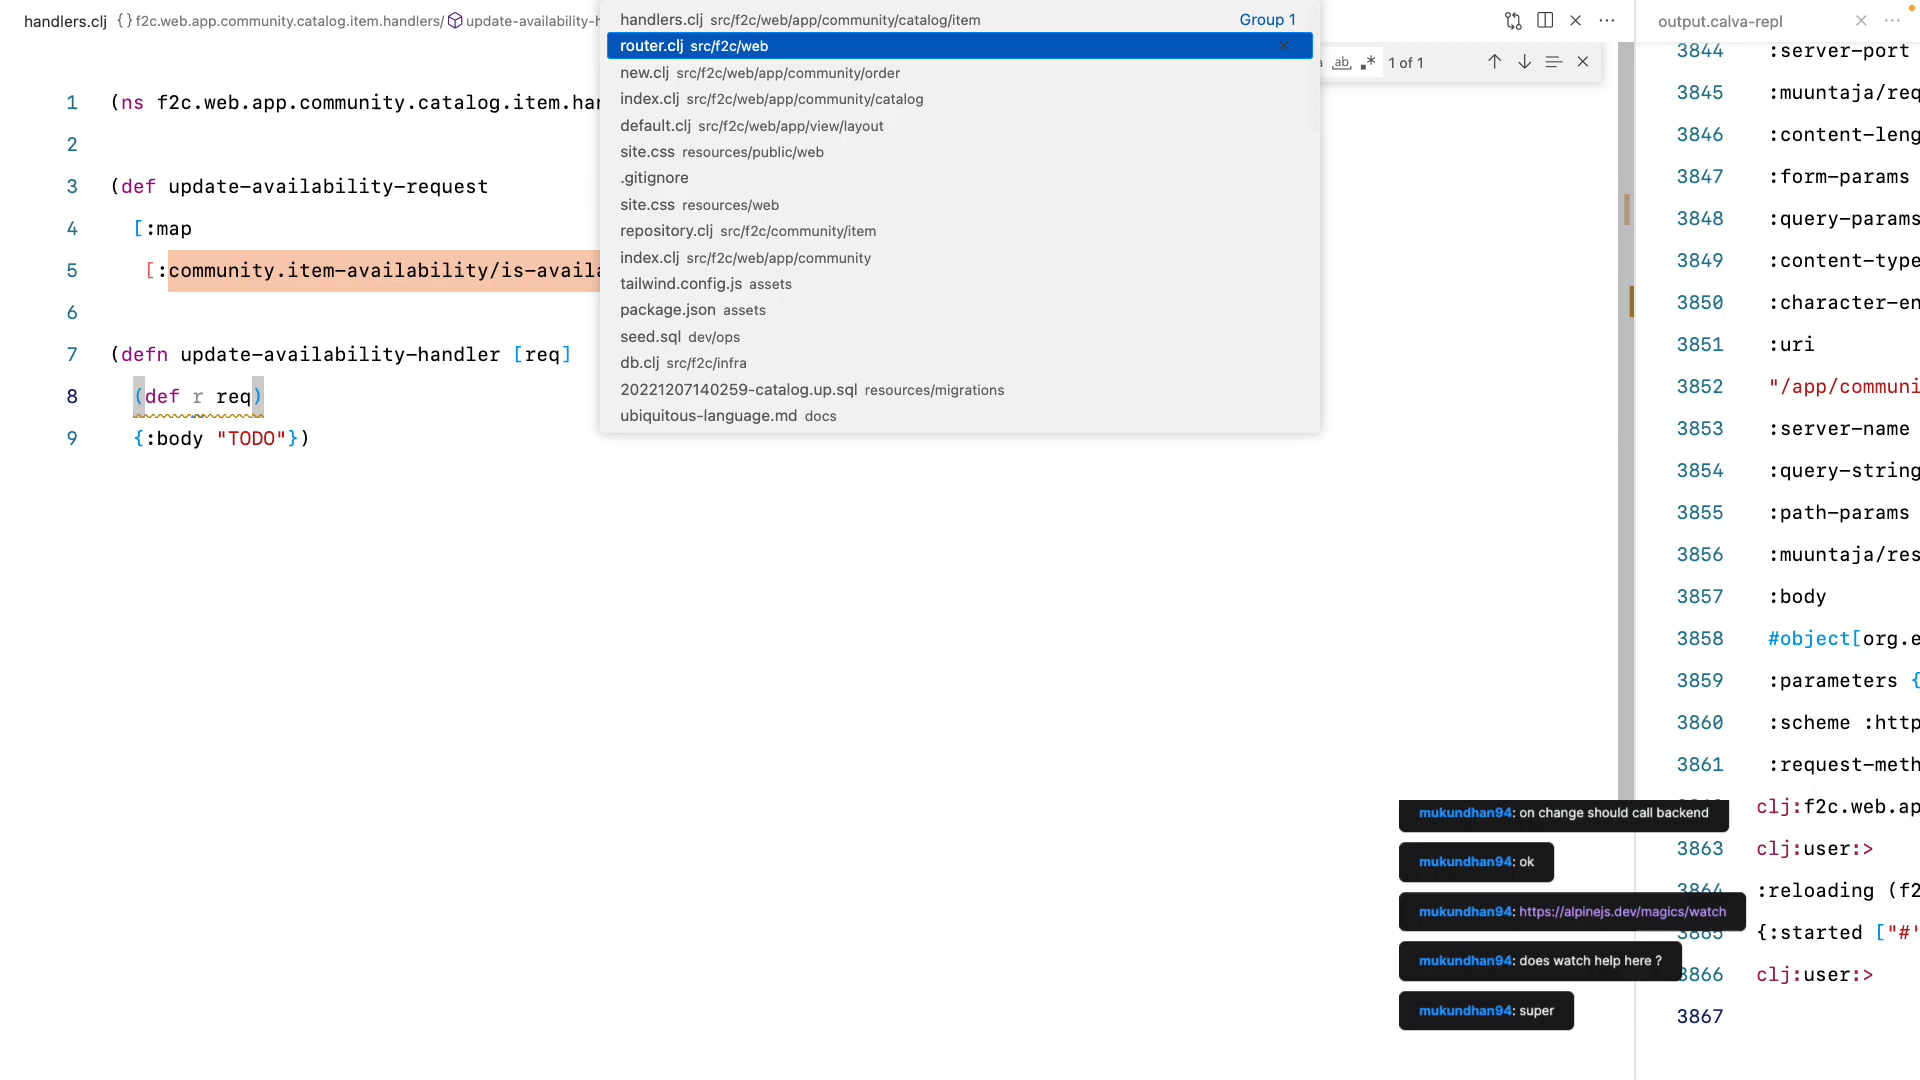 handlers.clj {} f2c.web.app.community.catalog.item.handlers/ update-availability-h
handlers.clj src/f2c/web/app/community/catalog/item Group 1
router.clj src/f2c/web
new.clj src/f2c/web/app/community/order
index.clj src/f2c/web/app/community/catalog
default.clj src/f2c/web/app/view/layout
site.css resources/public/web
.gitignore
site.css resources/web
repository.clj src/f2c/community/item
index.clj src/f2c/web/app/community
tailwind.config.js assets
package.json assets
seed.sql dev/ops
db.clj src/f2c/infra
20221207140259-catalog.up.sql resources/migrations
ubiquitous-language.md docs
ab .* 1 of 1
1 (ns f2c.web.app.community.catalog.item.han
2
3 (def update-availability-request
4 [:map
5 [:community.item-availability/is-availa
6
7 (defn update-availability-handler [req]
8 (def r req)
9 {:body "TODO"})
output.calva-repl
3844 :server-port
3845 :muuntaja/req
3846 :content-leng
3847 :form-params
3848 :query-params
3849 :content-type
3850 :character-en
3851 :uri
3852 "/app/communi
3853 :server-name
3854 :query-string
3855 :path-params
3856 :muuntaja/res
3857 :body
3858 #object[org.e
3859 :parameters {
3860 :scheme :http
3861 :request-meth
clj:f2c.web.ap
3863 clj:user:>
3864 :reloading (f2
3865 {:started ["#'
3866 clj:user:>
3867
mukundhan94: on change should call backend
mukundhan94: ok
mukundhan94: https://alpinejs.dev/magics/watch
mukundhan94: does watch help here ?
mukundhan94: super